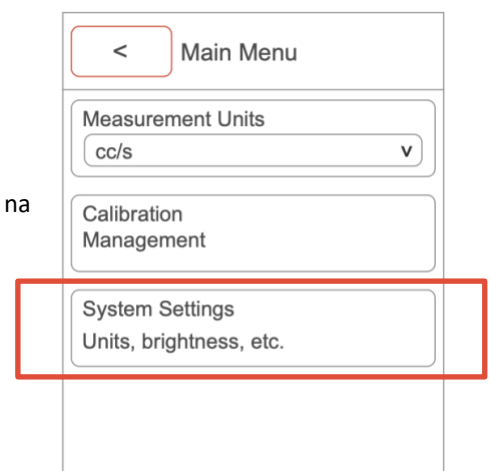 < Main Menu
Measurement Units
cc/s v
na
Calibration
Management
System Settings
Units, brightness, etc.